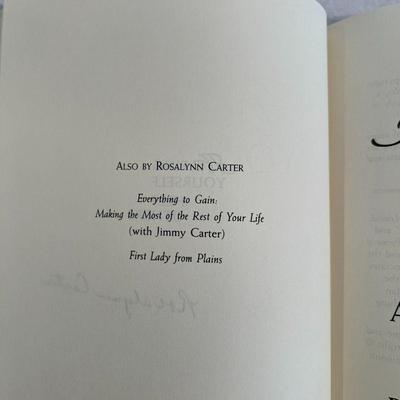 ALSO BY ROSALYNN CARTER
Everything to Gain:
Making the Most of the Rest of Your Life
(with Jimmy Carter)
First Lady from Plains